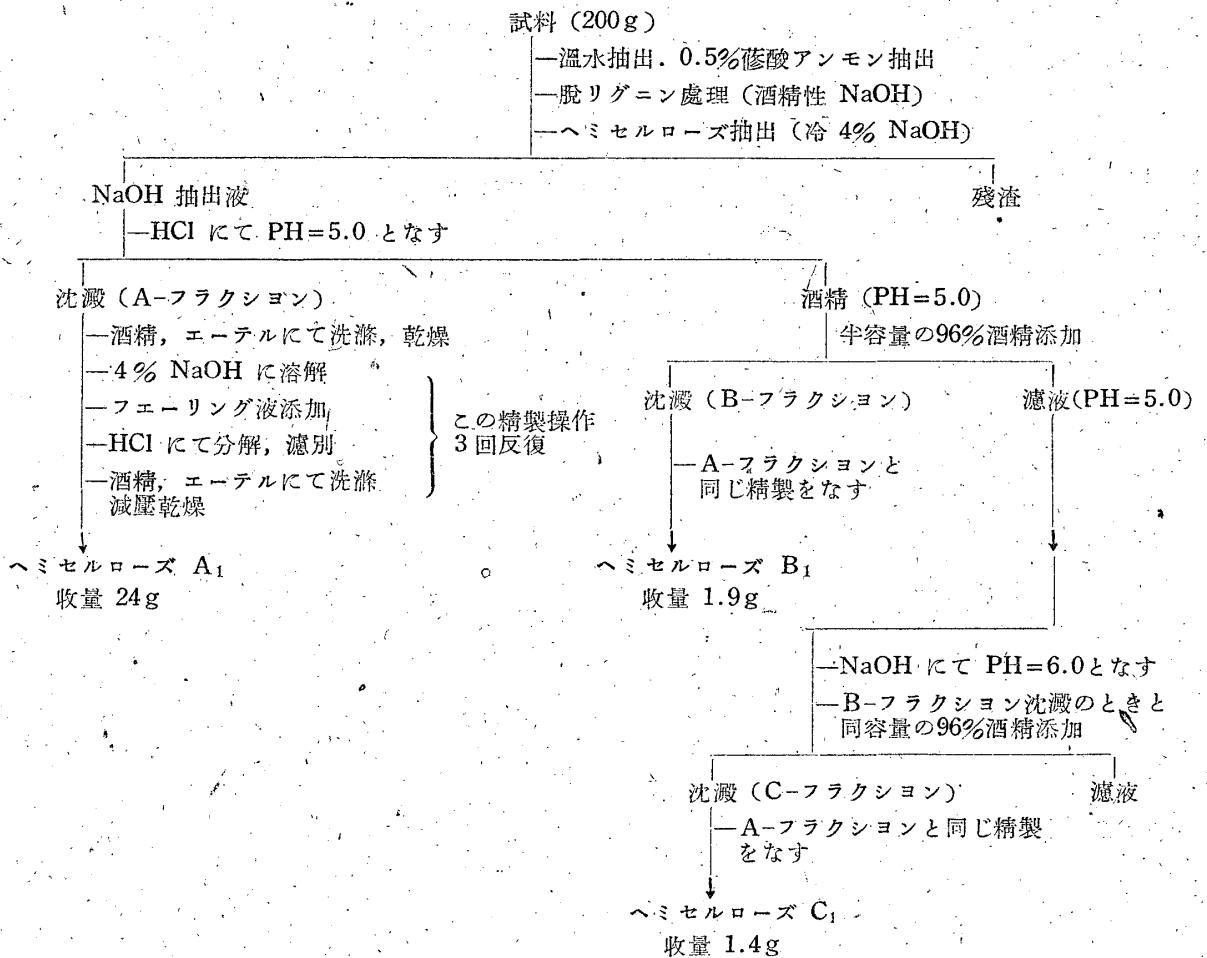 試料 (200g)
—溫水抽出. 0.5%蓚酸アンモン抽出
—脫リグニン處理 (酒精性 NaOH)
—ヘミセルローズ抽出 (冷 4% NaOH)
NaOH 抽出液
殘渣
—HCl にて PH=5.0 となす
沈澱 (A-フラクション)
酒精 (PH=5.0)
—酒精, エーテルにて洗滌, 乾燥
半容量の96%酒精添加
—4% NaOH に溶解
—フエーリング液添加
—HCl にて分解, 濾別
—酒精, エーテルにて洗滌
減壓乾燥
この精製操作
3回反復
沈澱 (B-フラクション)
濾液(PH=5.0)
—A-フラクションと
同じ精製をなす
ヘミセルローズ A₁
收量 24g
ヘミセルローズ B₁
收量 1.9g
—NaOH にて PH=6.0となす
—B-フラクション沈澱のときと
同容量の96%酒精添加
沈澱 (C-フラクション)
濾液
—A-フラクションと同じ精製
をなす
ヘミセルローズ C₁
收量 1.4g